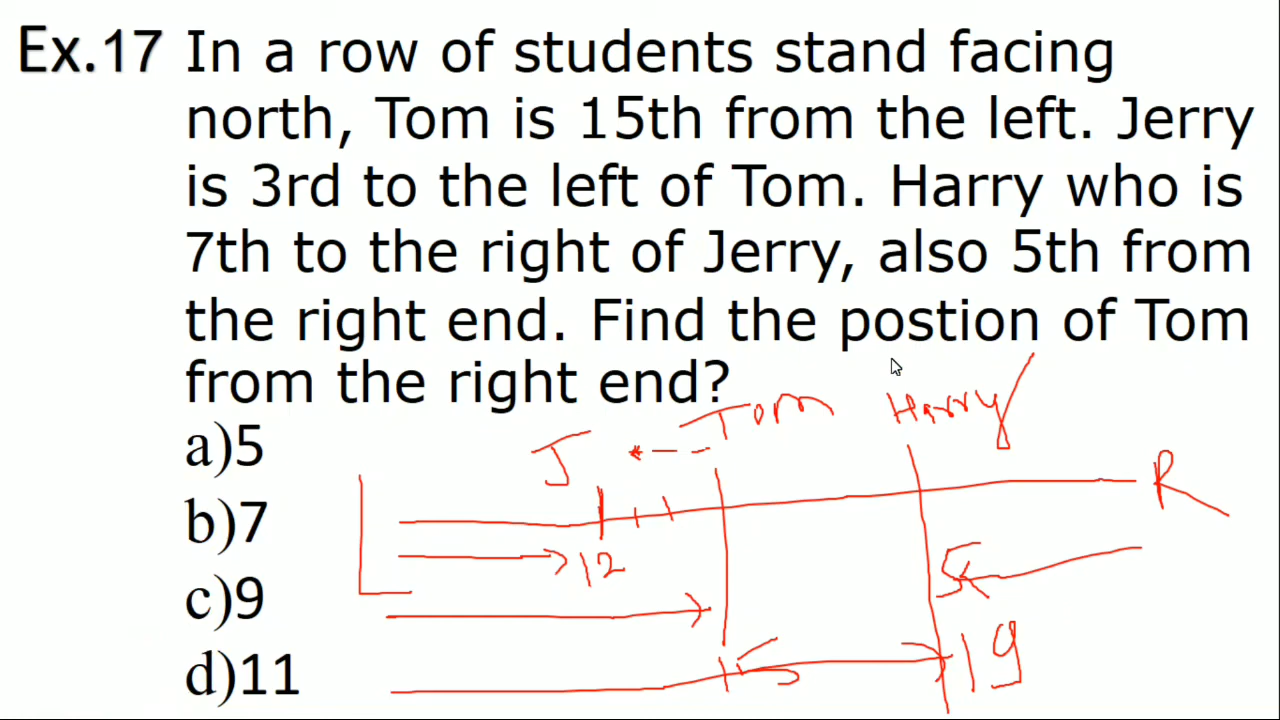 Ex.17 In a row of students stand facing
north, Tom is 15th from the left. Jerry
is 3rd to the left of Tom. Harry who is
7th to the right of Jerry, also 5th from
the right end. Find the postion of Tom
from the right end?
a)5
b)7
c)9
d)11
J Tom Harry
R
12
5
15 19